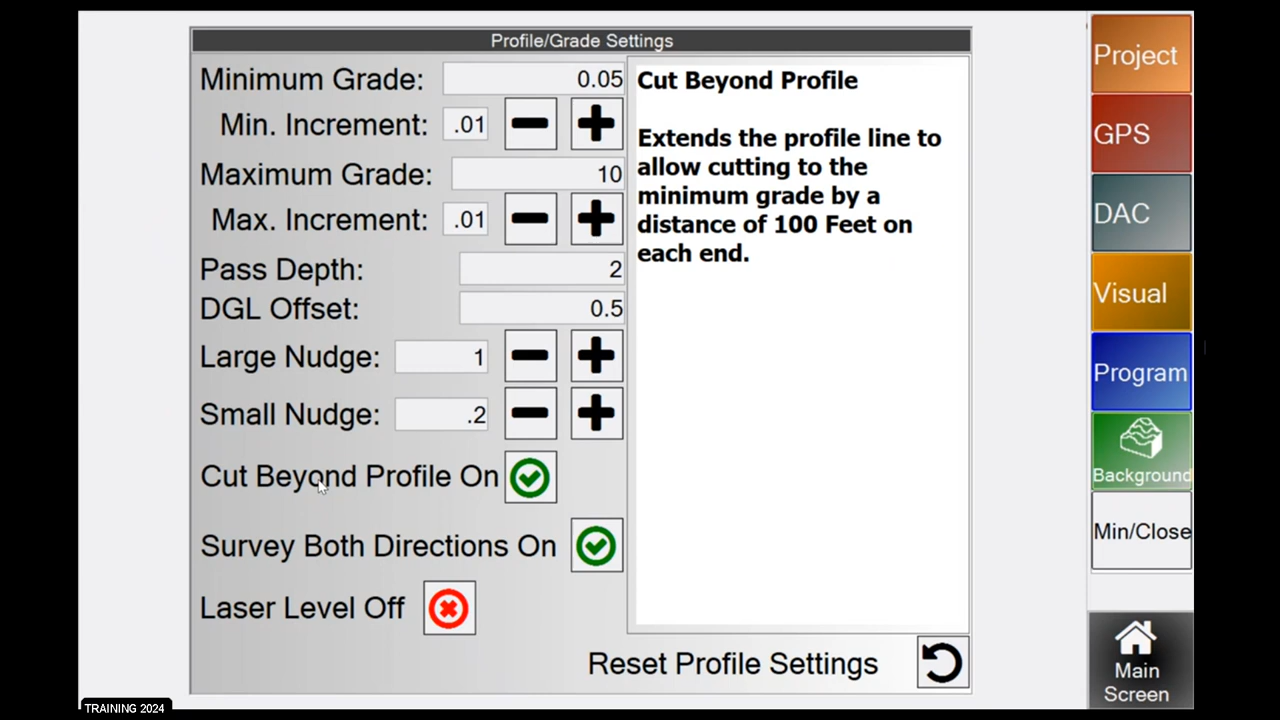 Profile/Grade Settings
Minimum Grade: 0.05
Min. Increment: .01
Maximum Grade: 10
Max. Increment: .01
Pass Depth: 2
DGL Offset: 0.5
Large Nudge: 1
Small Nudge: .2
Cut Beyond Profile On
Survey Both Directions On
Laser Level Off
Cut Beyond Profile
Extends the profile line to
allow cutting to the
minimum grade by a
distance of 100 Feet on
each end.
Reset Profile Settings
Project
GPS
DAC
Visual
Program
Background
Min/Close
Main
Screen
TRAINING 2024